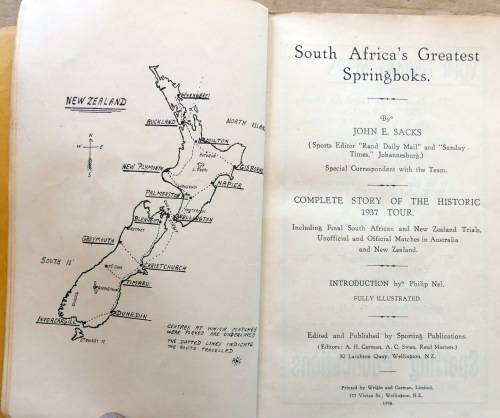 NEW ZEALAND
N
S
WHANGAREI
AUCKLAND
NORTH ISLAND
HAMILTON
NEW PLYMOUTH
GISBORNE
NAPIER
PALMERSTON
BLENHEIM
WELLINGTON
GREYMOUTH
SOUTH ISD
CHRISTCHURCH
TIMARU
DUNEDIN
INVERCARGILL
STEWART IS
CENTRES AT WHICH MATCHES
WERE PLAYED ARE UNDERLINED
THE DOTTED LINES INDICATE
THE ROUTE TRAVELLED
South Africa's Greatest
Springboks.
By
JOHN E. SACKS
(Sports Editor "Rand Daily Mail" and "Sunday
Times," Johannesburg.)
Special Correspondent with the Team.
COMPLETE STORY OF THE HISTORIC
1937 TOUR.
Including Final South African and New Zealand Trials,
Unofficial and Official Matches in Australia
and New Zealand.
INTRODUCTION by Philip Nel.
FULLY ILLUSTRATED.
Edited and Published by Sporting Publications.
(Editors: A. H. Carman, A. C. Swan, Read Masters.)
30 Lambton Quay, Wellington, N.Z.
Printed by Wright and Carman, Limited,
177 Vivian St., Wellington, N.Z.
1938.